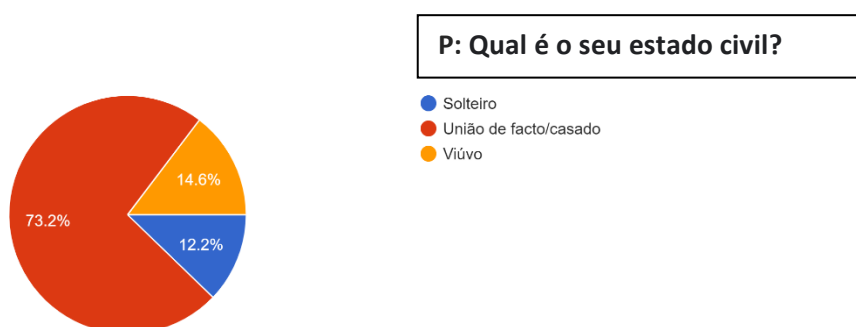 P: Qual é o seu estado civil?
Solteiro
União de facto/casado
Viúvo
14.6%
73.2%
12.2%